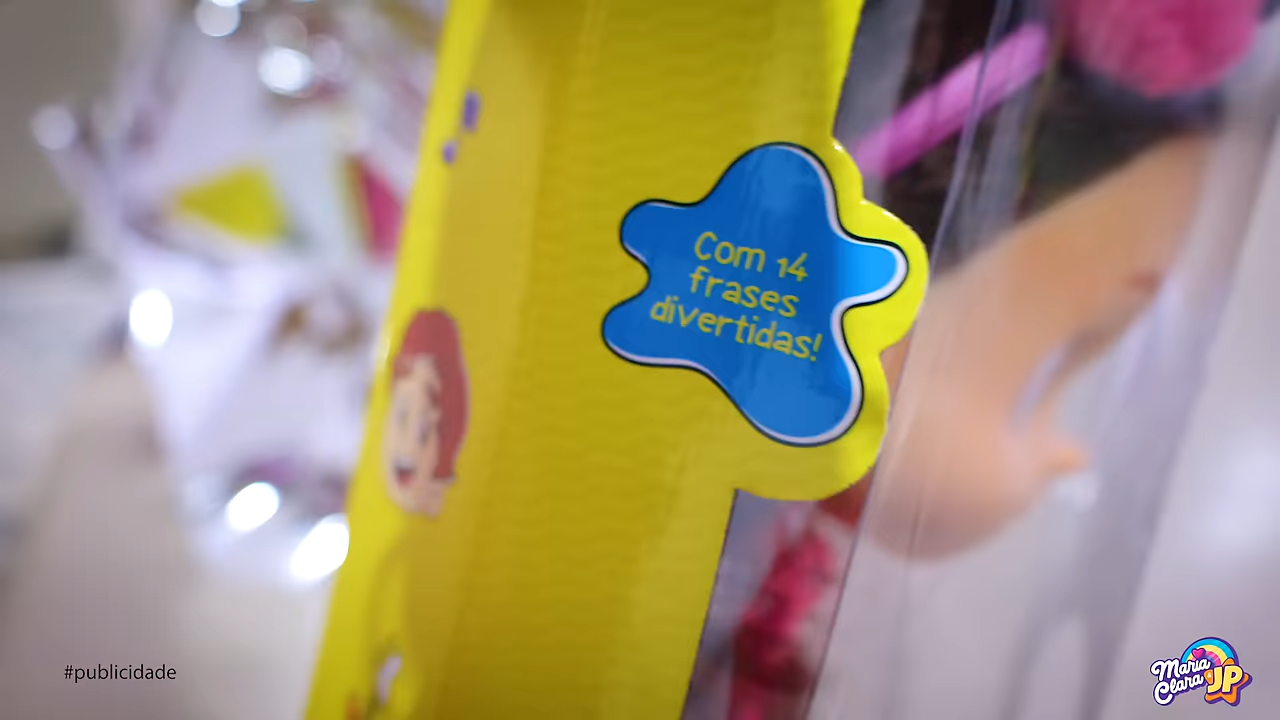 Com 14
frases
divertidas!
#publicidade
Maria
Clara JP